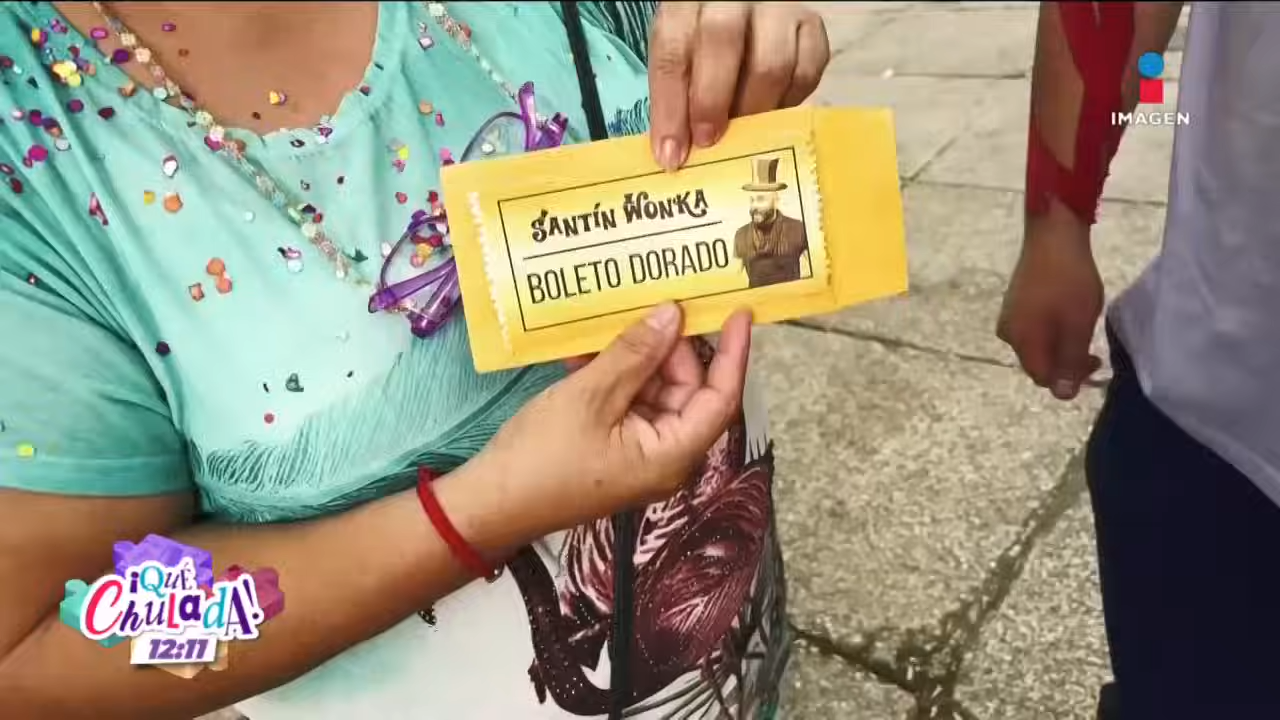 IMAGEN
SANTÍN WONKA
BOLETO DORADO
¡QUÉ
CHULADA!
12:11